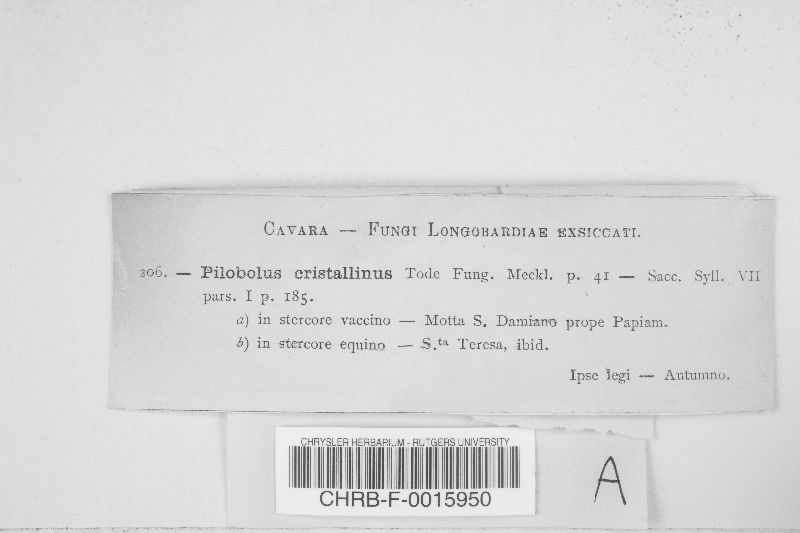 CAVARA — FUNGI LONGOBARDIAE EXSICCATI.
206. — Pilobolus cristallinus Tode Fung. Meckl. p. 41 — Sacc. Syll. VII
pars. I p. 185.
a) in stercore vaccino — Motta S. Damiano prope Papiam.
b) in stercore equino — S.ta Teresa, ibid.
Ipse legi — Autumno.
CHRYSLER HERBARIUM - RUTGERS UNIVERSITY
CHRB-F-0015950
A